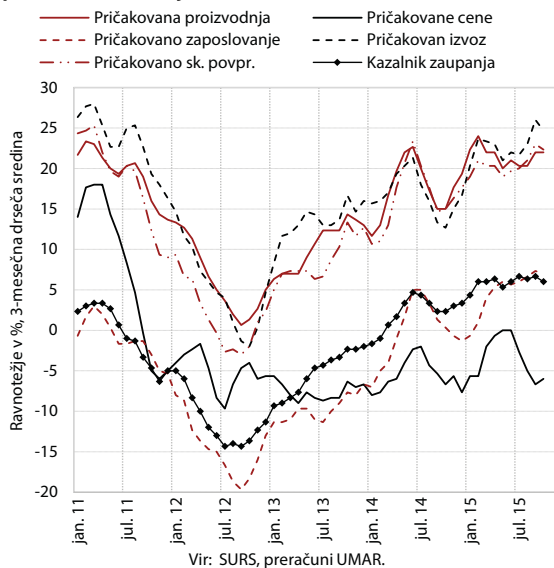 Pričakovana proizvodnja
Pričakovane cene
Pričakovano zaposlovanje
Pričakovan izvoz
Pričakovano sk. povpr.
Kazalnik zaupanja
Ravnotežje v %, 3-mesečna drseča sredina
30
25
20
15
10
5
0
-5
-10
-15
-20
jan. 11
jul. 11
jan. 12
jul. 12
jan. 13
jul. 13
jan. 14
jul. 14
jan. 15
jul. 15
Vir: SURS, preračuni UMAR.